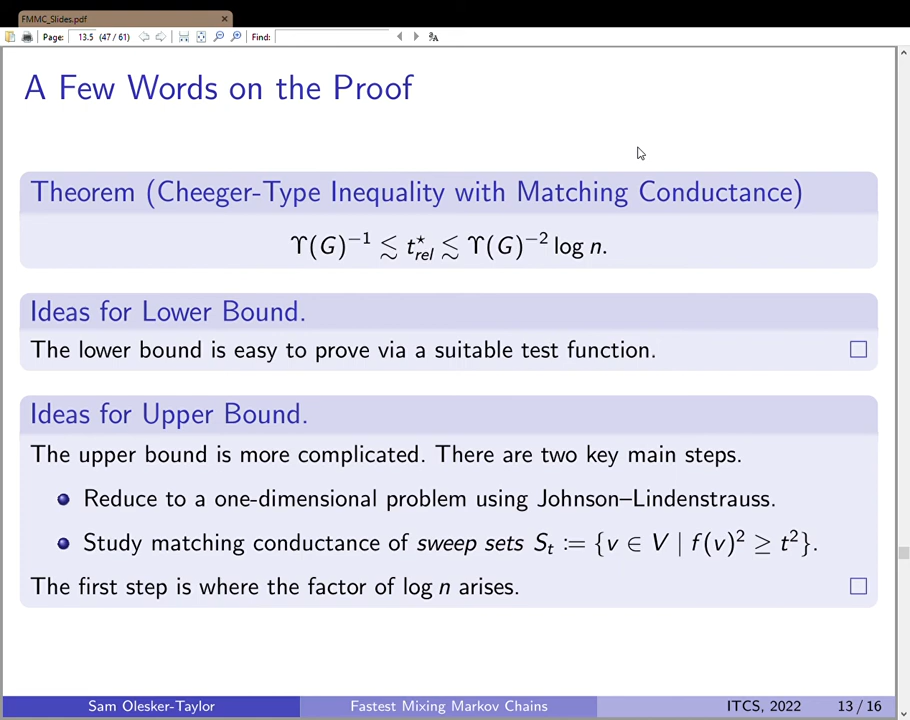 FMMC_Slides.pdf ×
Page: 13.5 (47/61) Find:
A Few Words on the Proof
Theorem (Cheeger-Type Inequality with Matching Conductance)
ϒ(G)⁻¹ ≲ t*rel ≲ ϒ(G)⁻² log n.
Ideas for Lower Bound.
The lower bound is easy to prove via a suitable test function. □
Ideas for Upper Bound.
The upper bound is more complicated. There are two key main steps.
Reduce to a one-dimensional problem using Johnson–Lindenstrauss.
Study matching conductance of sweep sets Sₜ := {v ∈ V | f(v)² ≥ t²}.
The first step is where the factor of log n arises. □
Sam Olesker-Taylor Fastest Mixing Markov Chains ITCS, 2022 13 / 16